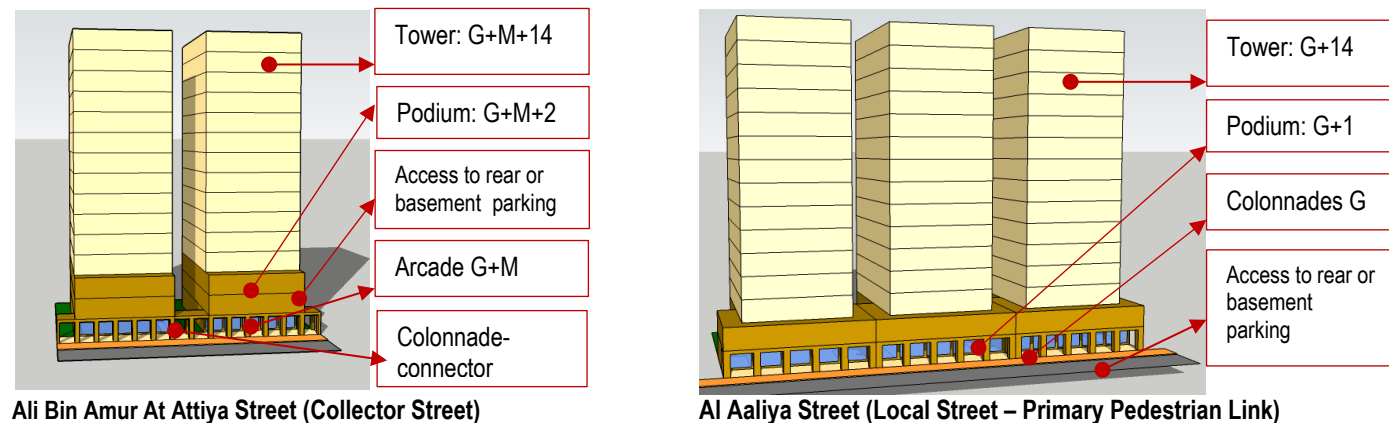 Tower: G+M+14
Podium: G+M+2
Access to rear or
basement parking
Arcade G+M
Colonnade-
connector
Ali Bin Amur At Attiya Street (Collector Street)
Tower: G+14
Podium: G+1
Colonnades G
Access to rear or
basement
parking
Al Aaliya Street (Local Street – Primary Pedestrian Link)